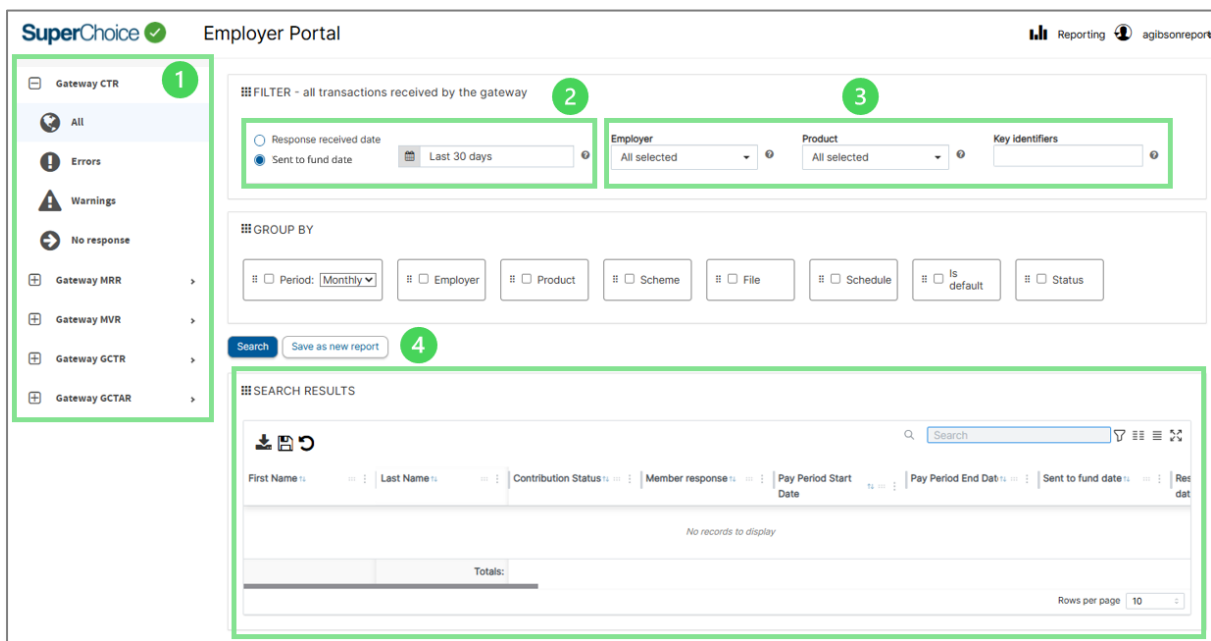 SuperChoice Employer Portal Reporting agibsonreport
1
Gateway CTR
All
Errors
Warnings
No response
Gateway MRR
Gateway MVR
Gateway GCTR
Gateway GCTAR
FILTER - all transactions received by the gateway
2
3
Response received date
Sent to fund date
Last 30 days
Employer
All selected
Product
All selected
Key identifiers
GROUP BY
Period: Monthly
Employer
Product
Scheme
File
Schedule
Is
default
Status
Search Save as new report
4
SEARCH RESULTS
Search
First Name Last Name Contribution Status Member response Pay Period Start
Date Pay Period End Dat Sent to fund date Res
dat
No records to display
Totals:
Rows per page 10